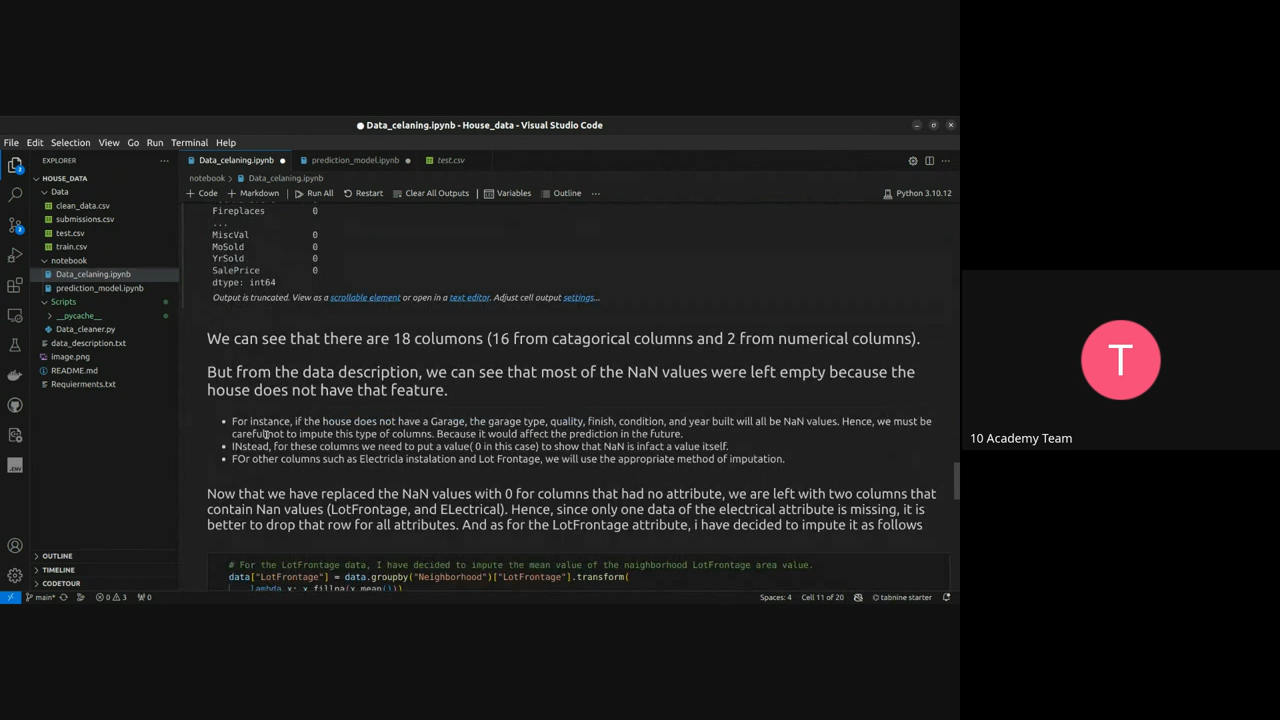 Data_celaning.ipynb - House_data - Visual Studio Code
File Edit Selection View Go Run Terminal Help
EXPLORER
Data_celaning.ipynb
prediction_model.ipynb
test.csv
HOUSE_DATA
notebook > Data_celaning.ipynb
Data
+ Code + Markdown Run All Restart Clear All Outputs Variables Outline ... Python 3.10.12
clean_data.csv
submissions.csv
test.csv
train.csv
notebook
Data_celaning.ipynb
prediction_model.ipynb
Scripts
__pycache__
Data_cleaner.py
data_description.txt
image.png
README.md
Requierments.txt
Fireplaces 0
...
MiscVal 0
MoSold 0
YrSold 0
SalePrice 0
dtype: int64
Output is truncated. View as a scrollable element or open in a text editor. Adjust cell output settings...
We can see that there are 18 columons (16 from catagorical columns and 2 from numerical columns).
But from the data description, we can see that most of the NaN values were left empty because the
house does not have that feature.
• For instance, if the house does not have a Garage, the garage type, quality, finish, condition, and year built will all be NaN values. Hence, we must be
careful not to impute this type of columns. Because it would affect the prediction in the future.
• INstead, for these columns we need to put a value( 0 in this case) to show that NaN is infact a value itself.
• FOr other columns such as Electricla instalation and Lot Frontage, we will use the appropriate method of imputation.
Now that we have replaced the NaN values with 0 for columns that had no attribute, we are left with two columns that
contain Nan values (LotFrontage, and ELectrical). Hence, since only one data of the electrical attribute is missing, it is
better to drop that row for all attributes. And as for the LotFrontage attribute, i have decided to impute it as follows
# For the LotFrontage data, I have decided to impute the mean value of the naighborhood LotFrontage area value.
data["LotFrontage"] = data.groupby("Neighborhood")["LotFrontage"].transform(
lambda x: x.fillna(x.mean()))
OUTLINE
TIMELINE
CODETOUR
main* 0 3 0 Spaces: 4 Cell 11 of 20 tabnine starter
T
10 Academy Team